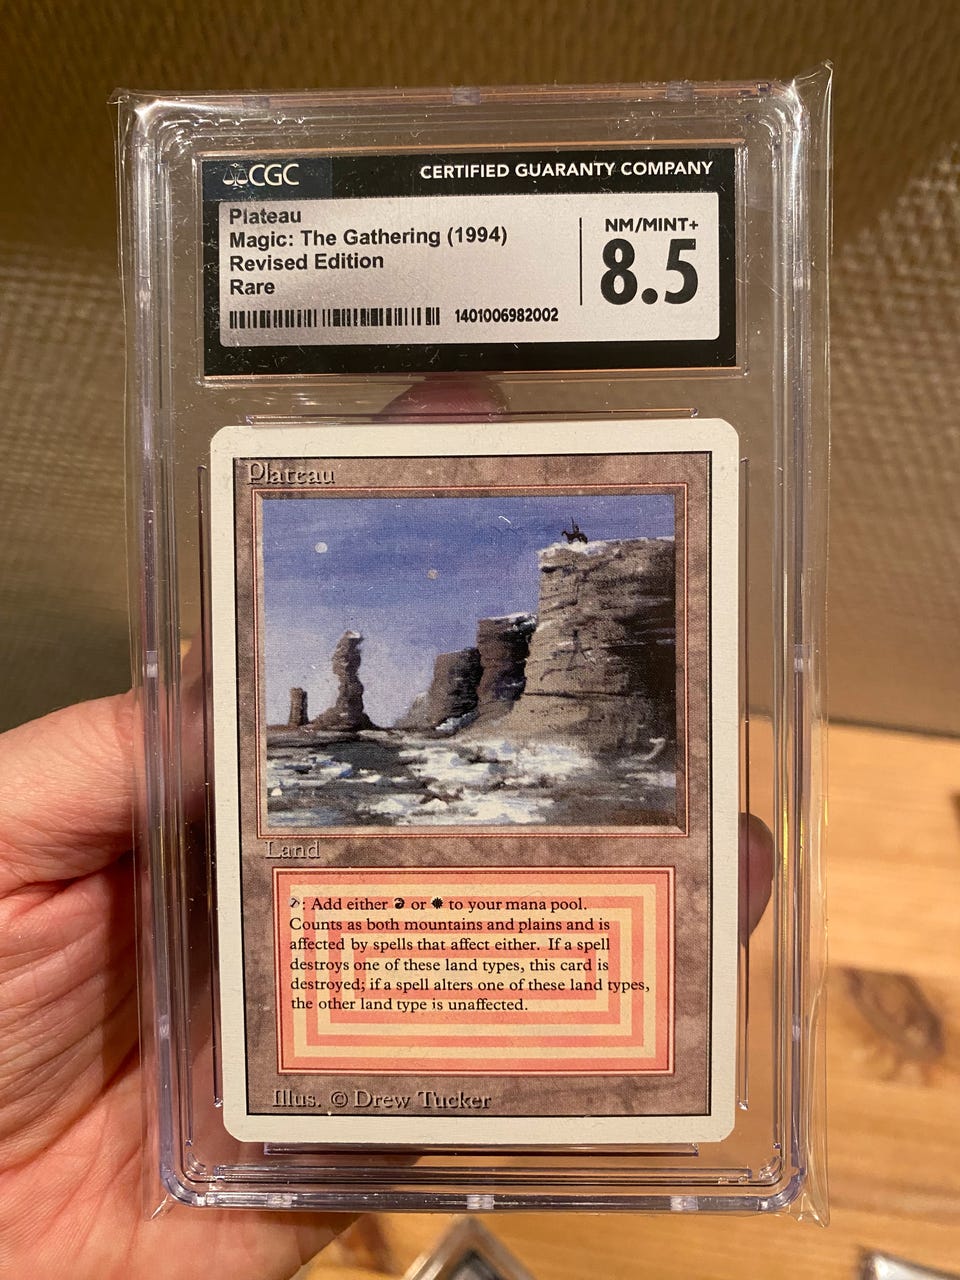 CGC
CERTIFIED GUARANTY COMPANY
Plateau
Magic: The Gathering (1994)
Revised Edition
Rare
1401006982002
NM/MINT+
8.5
Plateau
Land
: Add either or to your mana pool.
Counts as both mountains and plains and is
affected by spells that affect either. If a spell
destroys one of these land types, this card is
destroyed; if a spell alters one of these land types,
the other land type is unaffected.
Illus. © Drew Tucker